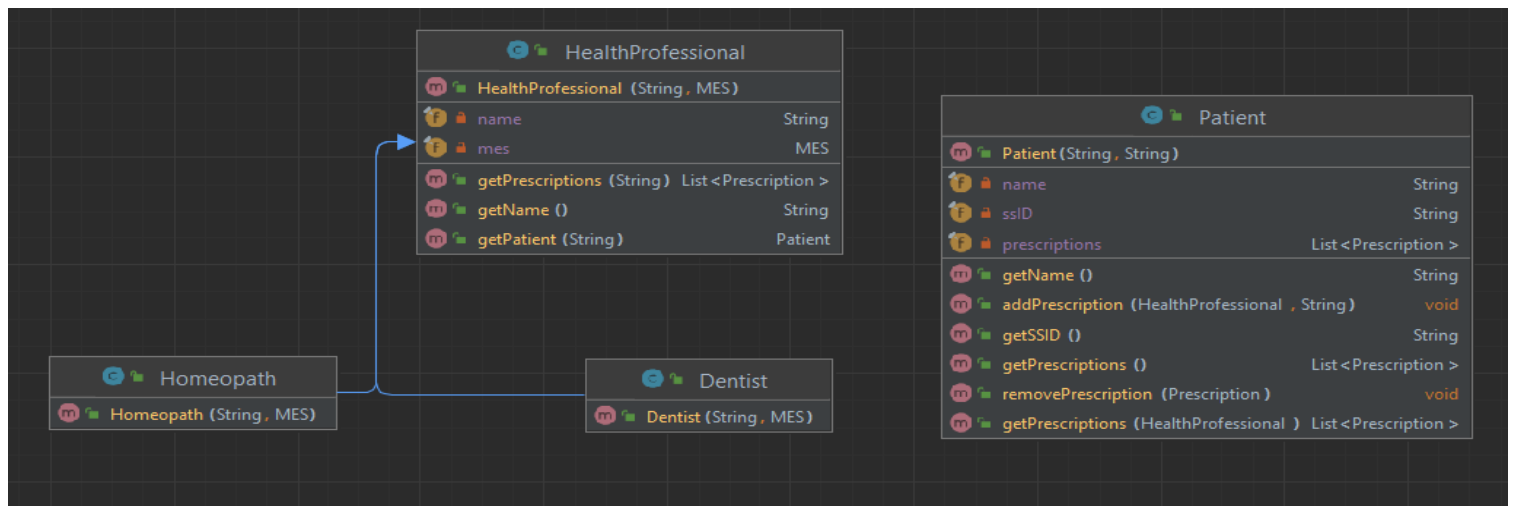 HealthProfessional
HealthProfessional (String, MES)
name String
mes MES
getPrescriptions (String) List<Prescription >
getName () String
getPatient (String) Patient
Patient
Patient(String, String)
name String
ssID String
prescriptions List<Prescription >
getName () String
addPrescription (HealthProfessional , String) void
getSSID () String
getPrescriptions () List<Prescription >
removePrescription (Prescription ) void
getPrescriptions (HealthProfessional ) List<Prescription >
Homeopath
Homeopath (String, MES)
Dentist
Dentist(String, MES)